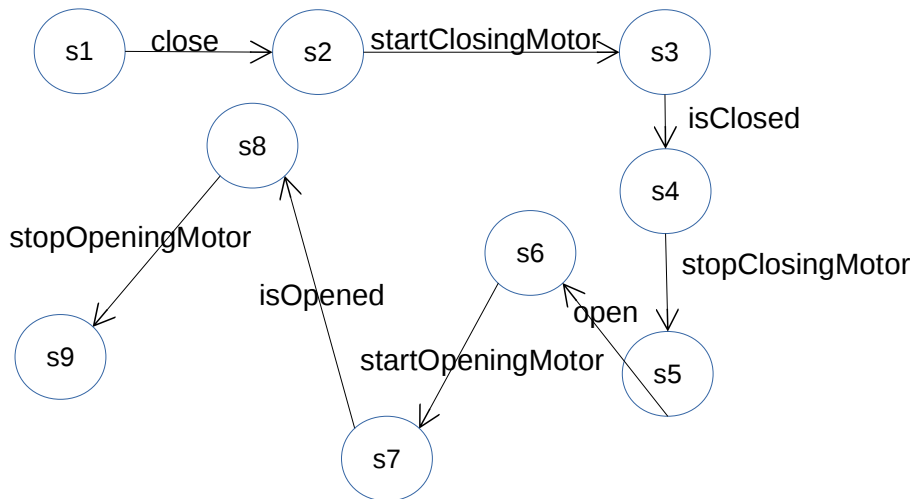 s1
close
s2
startClosingMotor
s3
isClosed
s4
stopClosingMotor
s5
open
s6
startOpeningMotor
s7
isOpened
s8
stopOpeningMotor
s9